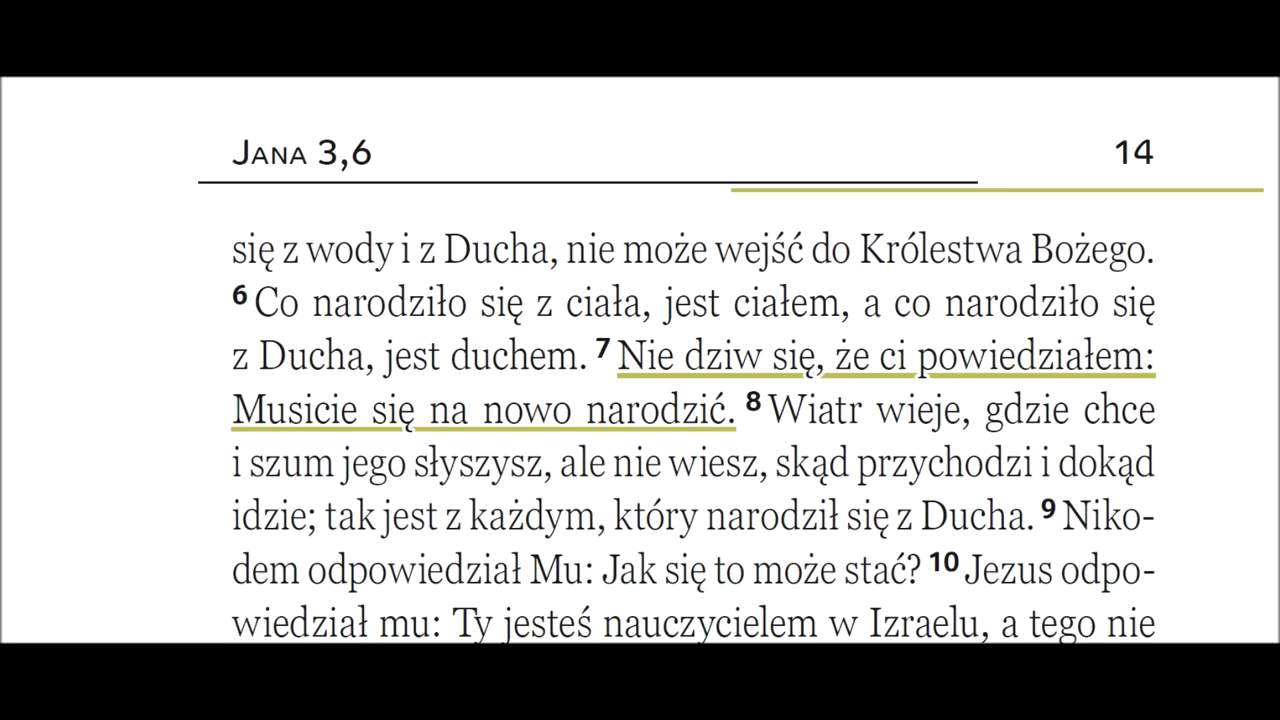 Jana 3,6 14
się z wody i z Ducha, nie może wejść do Królestwa Bożego.
6 Co narodziło się z ciała, jest ciałem, a co narodziło się
z Ducha, jest duchem. 7 Nie dziw się, że ci powiedziałem:
Musicie się na nowo narodzić. 8 Wiatr wieje, gdzie chce
i szum jego słyszysz, ale nie wiesz, skąd przychodzi i dokąd
idzie; tak jest z każdym, który narodził się z Ducha. 9 Niko-
dem odpowiedział Mu: Jak się to może stać? 10 Jezus odpo-
wiedział mu: Ty jesteś nauczycielem w Izraelu, a tego nie